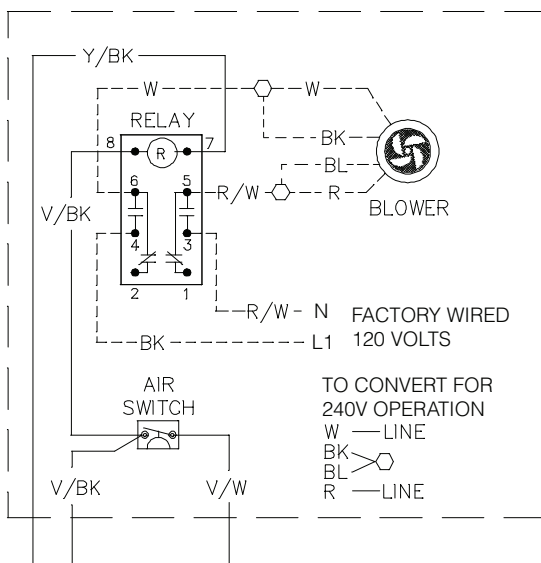 Y/BK
W
W
RELAY
8
R
7
BK
BL
6
5
R/W
R
BLOWER
V/BK
4
3
2
1
R/W
N
FACTORY WIRED
120 VOLTS
BK
L1
AIR
SWITCH
TO CONVERT FOR
240V OPERATION
W — LINE
BK
BL
R — LINE
V/BK
V/W